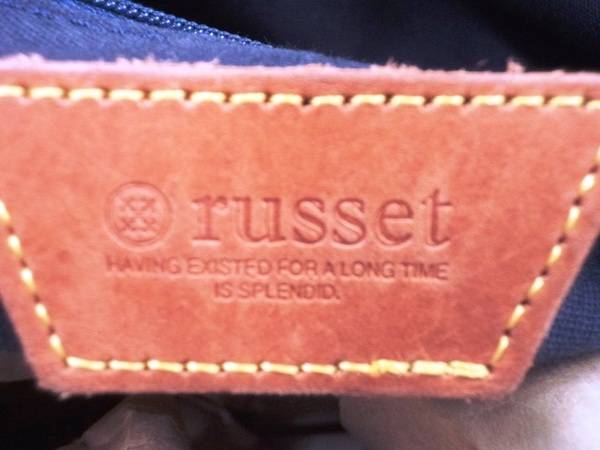 russet
HAVING EXISTED FOR A LONG TIME
IS SPLENDID.